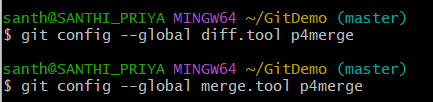 santh@SANTHI_PRIYA MINGW64 ~/GitDemo (master)
$ git config --global diff.tool p4merge
santh@SANTHI_PRIYA MINGW64 ~/GitDemo (master)
$ git config --global merge.tool p4merge